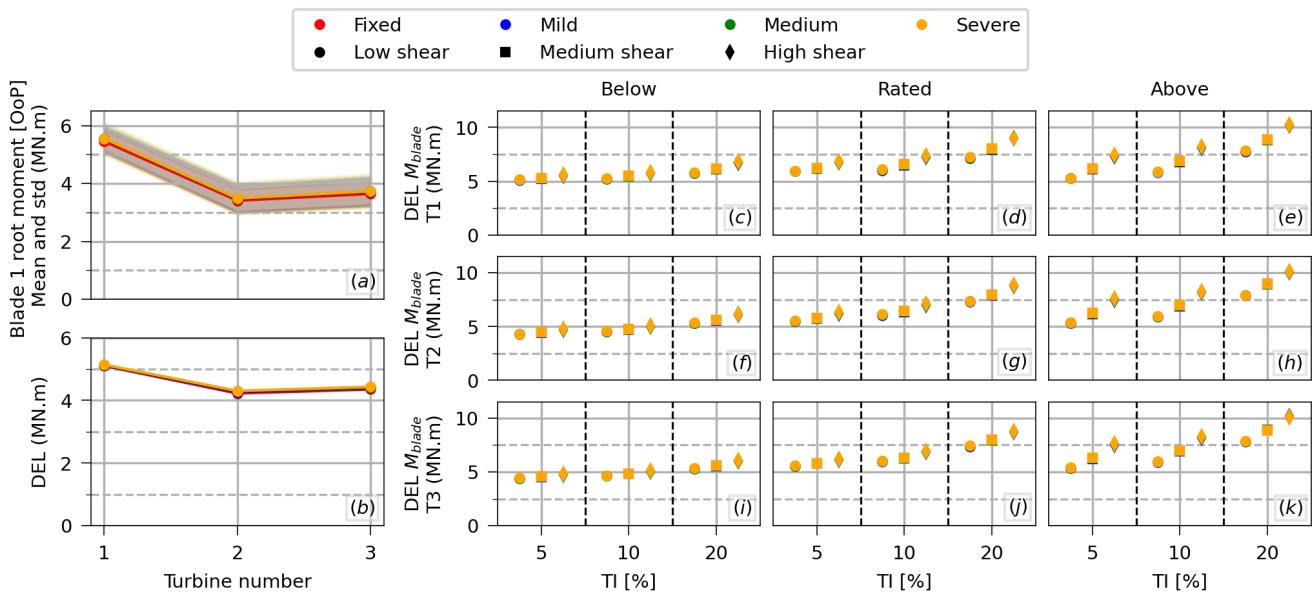 Fixed Mild Medium Severe
Low shear Medium shear High shear
Blade 1 root moment [OoP]
Mean and std (MN.m)
6
4
2
0
(a)
DEL (MN.m)
6
4
2
0
(b)
1 2 3
Turbine number
Below Rated Above
DEL M_blade
T1 (MN.m)
10
5
0
(c) (d) (e)
DEL M_blade
T2 (MN.m)
10
5
0
(f) (g) (h)
DEL M_blade
T3 (MN.m)
10
5
0
(i) (j) (k)
5 10 20 5 10 20 5 10 20
TI [%] TI [%] TI [%]